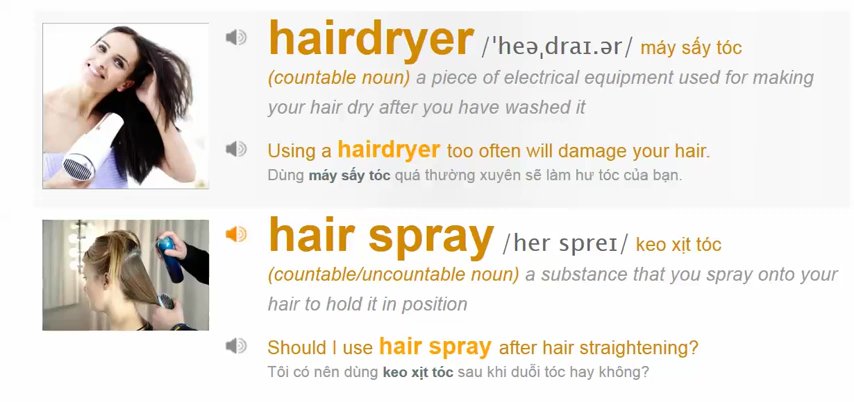 hairdryer /ˈheəˌdraɪ.ər/ máy sấy tóc
(countable noun) a piece of electrical equipment used for making
your hair dry after you have washed it
Using a hairdryer too often will damage your hair.
Dùng máy sấy tóc quá thường xuyên sẽ làm hư tóc của bạn.
hair spray /her spreɪ/ keo xịt tóc
(countable/uncountable noun) a substance that you spray onto your
hair to hold it in position
Should I use hair spray after hair straightening?
Tôi có nên dùng keo xịt tóc sau khi duỗi tóc hay không?